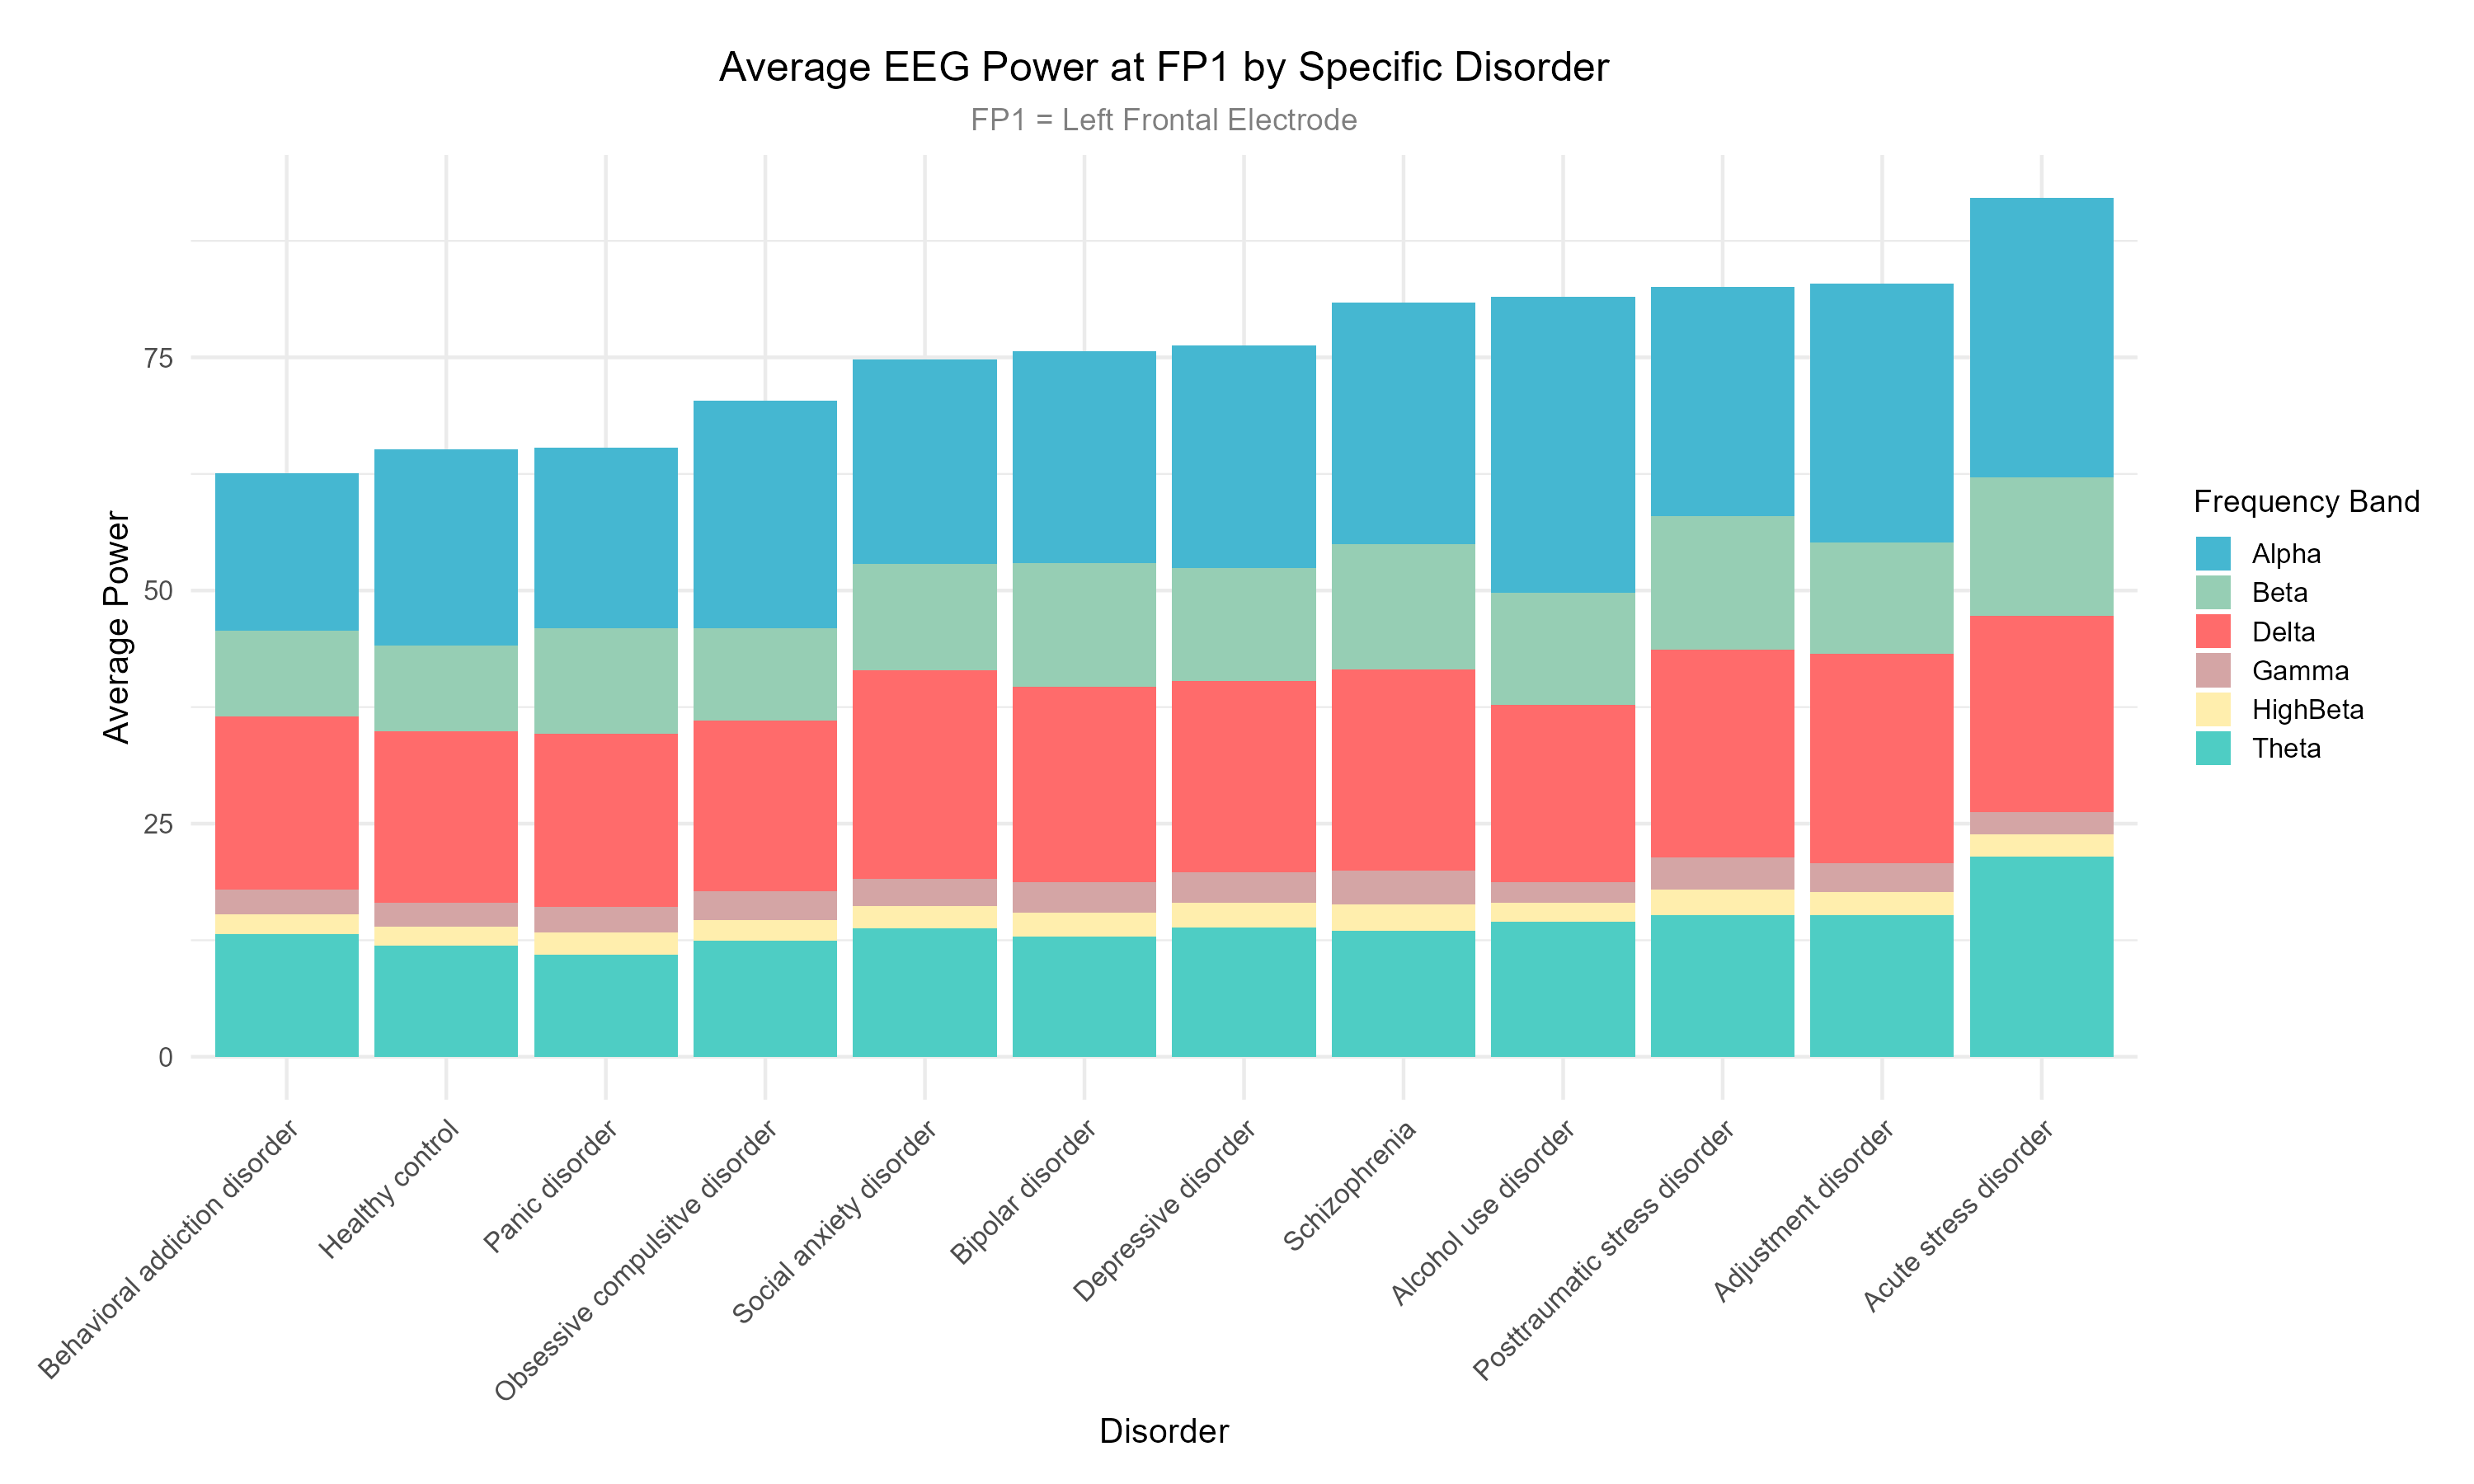 Average EEG Power at FP1 by Specific Disorder
FP1 = Left Frontal Electrode
Average Power
75
50
25
0
Behavioral addiction disorder
Healthy control
Panic disorder
Obsessive compulsitve disorder
Social anxiety disorder
Bipolar disorder
Depressive disorder
Schizophrenia
Alcohol use disorder
Posttraumatic stress disorder
Adjustment disorder
Acute stress disorder
Disorder
Frequency Band
Alpha
Beta
Delta
Gamma
HighBeta
Theta